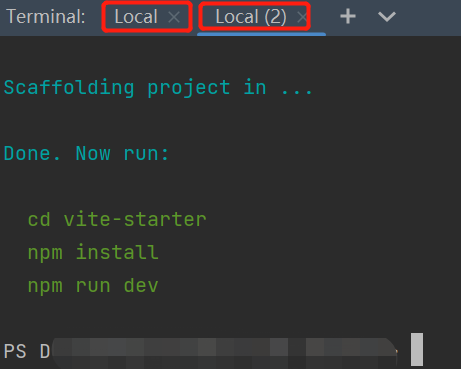 Terminal: Local × Local (2) × +
Scaffolding project in ...
Done. Now run:
cd vite-starter
npm install
npm run dev
PS D